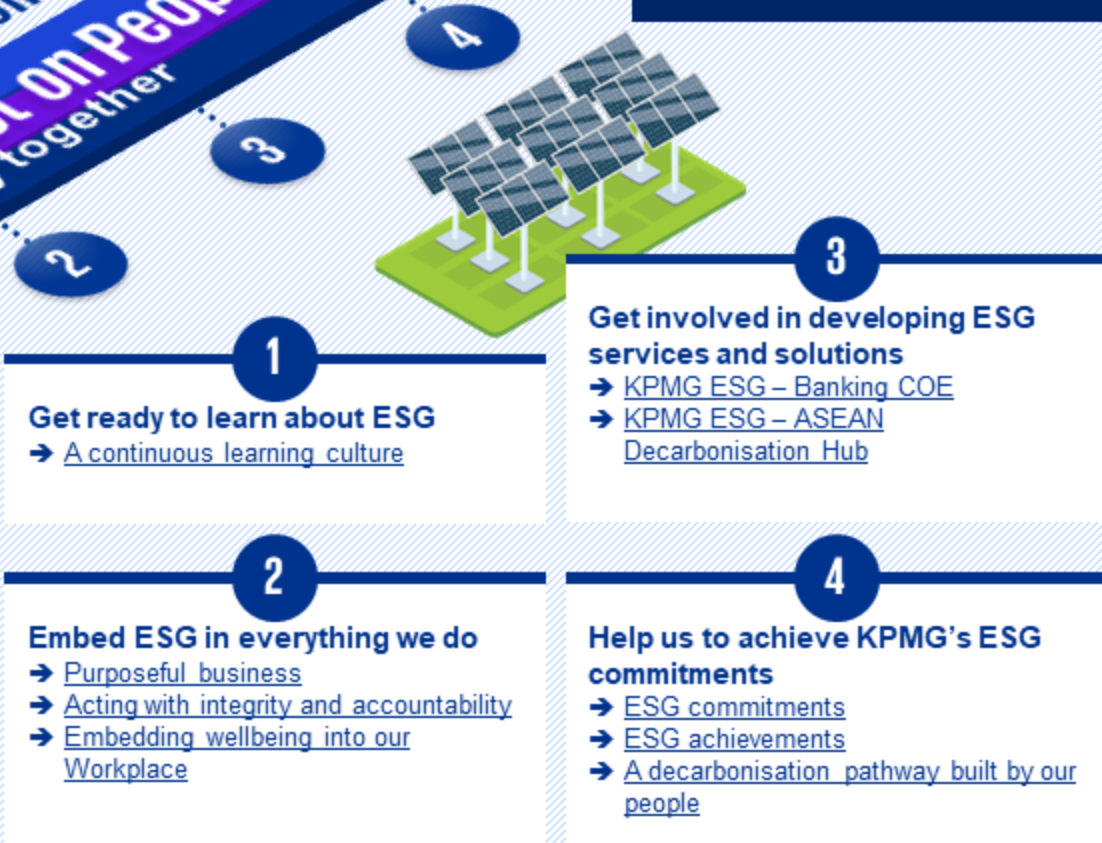 on People
together
4
3
2
1
Get ready to learn about ESG
➔ A continuous learning culture
2
Embed ESG in everything we do
➔ Purposeful business
➔ Acting with integrity and accountability
➔ Embedding wellbeing into our
Workplace
3
Get involved in developing ESG
services and solutions
➔ KPMG ESG – Banking COE
➔ KPMG ESG – ASEAN
Decarbonisation Hub
4
Help us to achieve KPMG’s ESG
commitments
➔ ESG commitments
➔ ESG achievements
➔ A decarbonisation pathway built by our
people